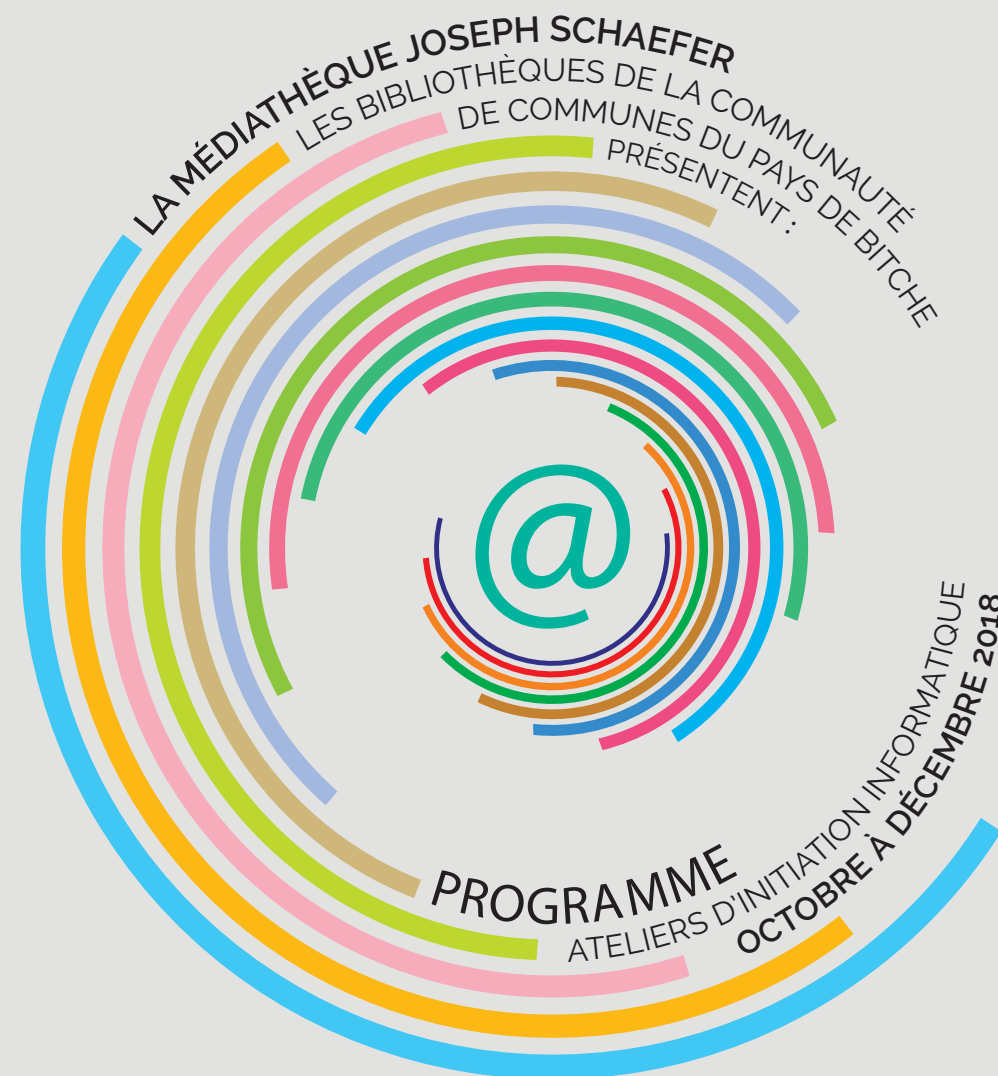 LA MÉDIATHÈQUE JOSEPH SCHAEFER
LES BIBLIOTHÈQUES DE LA COMMUNAUTÉ
DE COMMUNES DU PAYS DE BITCHE
PRÉSENTENT :
@
PROGRAMME
ATELIERS D'INITIATION INFORMATIQUE
OCTOBRE À DÉCEMBRE 2018